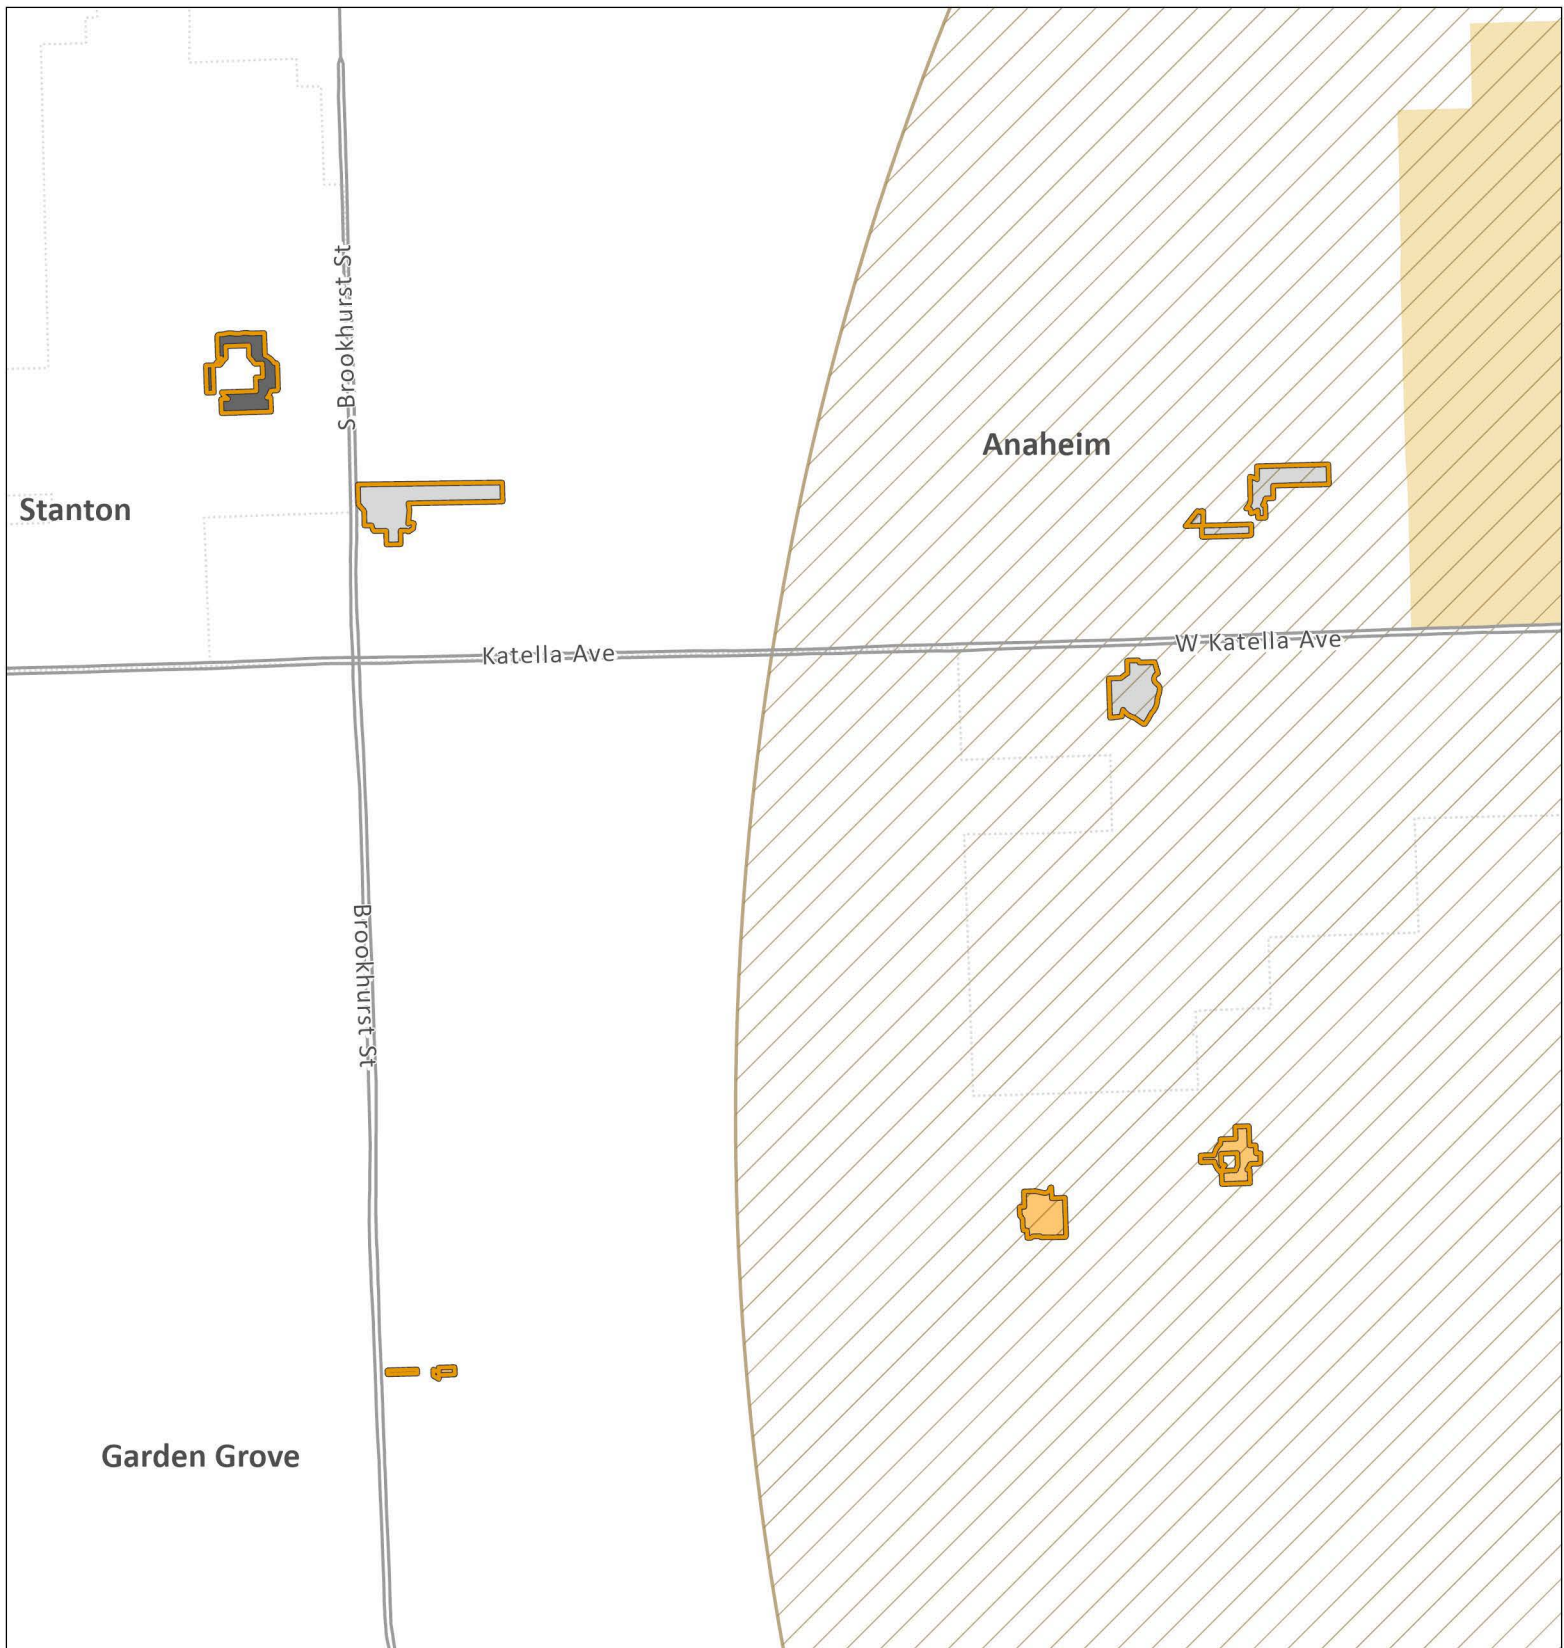 S Brookhurst St
Anaheim
Stanton
Katella Ave
W Katella Ave
Brookhurst St
Garden Grove